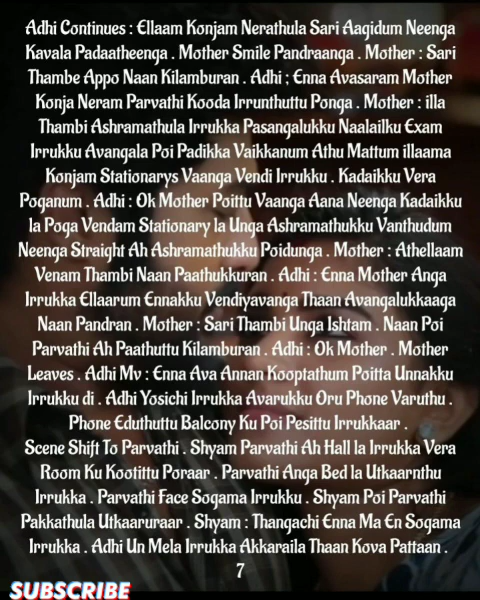 Adhi Continues : Ellaam Konjam Nerathula Sari Aagidum Neenga
Kavala Padaatheenga . Mother Smile Pandraanga . Mother : Sari
Thambe Appo Naan Kilamburan . Adhi ; Enna Avasaram Mother
Konja Neram Parvathi Kooda Irrunthuttu Ponga . Mother : illa
Thambi Ashramathula Irrukka Pasangalukku Naalailku Exam
Irrukku Avangala Poi Padikka Vaikkanum Athu Mattum illaama
Konjam Stationarys Vaanga Vendi Irrukku . Kadaikku Vera
Poganum . Adhi : Ok Mother Poittu Vaanga Aana Neenga Kadaikku
la Poga Vendam Stationary la Unga Ashramathukku Vanthudum
Neenga Straight Ah Ashramathukku Poidunga . Mother : Athellaam
Venam Thambi Naan Paathukkuran . Adhi : Enna Mother Anga
Irrukka Ellaarum Ennakku Vendiyavanga Thaan Avangalukkaaga
Naan Pandran . Mother : Sari Thambi Unga Ishtam . Naan Poi
Parvathi Ah Paathuttu Kilamburan . Adhi : Ok Mother . Mother
Leaves . Adhi Mv : Enna Ava Annan Kooptathum Poitta Unnakku
Irrukku di . Adhi Yosichi Irrukka Avarukku Oru Phone Varuthu .
Phone Eduthuttu Balcony Ku Poi Pesittu Irrukkaar .
Scene Shift To Parvathi . Shyam Parvathi Ah Hall la Irrukka Vera
Room Ku Kootittu Poraar . Parvathi Anga Bed la Utkaarnthu
Irrukka . Parvathi Face Sogama Irrukku . Shyam Poi Parvathi
Pakkathula Utkaaruraar . Shyam : Thangachi Enna Ma En Sogama
Irrukka . Adhi Un Mela Irrukka Akkaraila Thaan Kova Pattaan .
7
SUBSCRIBE